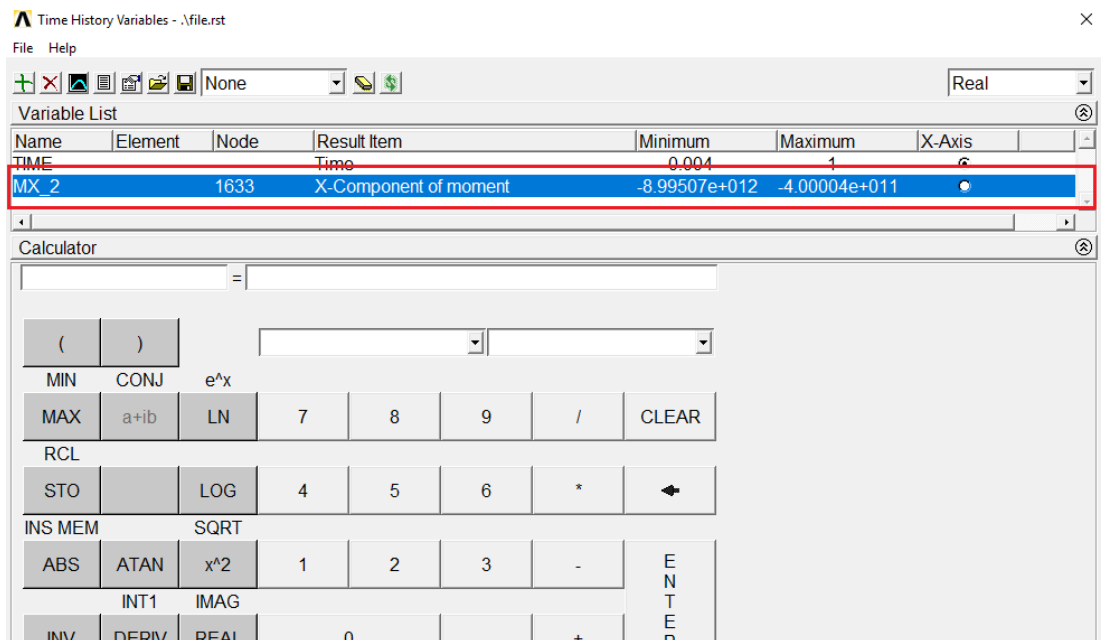 Time History Variables - .\file.rst
File Help
None Real
Variable List
Name Element Node Result Item Minimum Maximum X-Axis
TIME Time 0.004 1
MX_2 1633 X-Component of moment -8.99507e+012 -4.00004e+011
Calculator
=
( )
MIN CONJ e^x
MAX a+ib LN 7 8 9 / CLEAR
RCL
STO LOG 4 5 6 *
INS MEM SQRT
ABS ATAN x^2 1 2 3 - ENTER
INT1 IMAG
INV DERIV REAL 0 . +